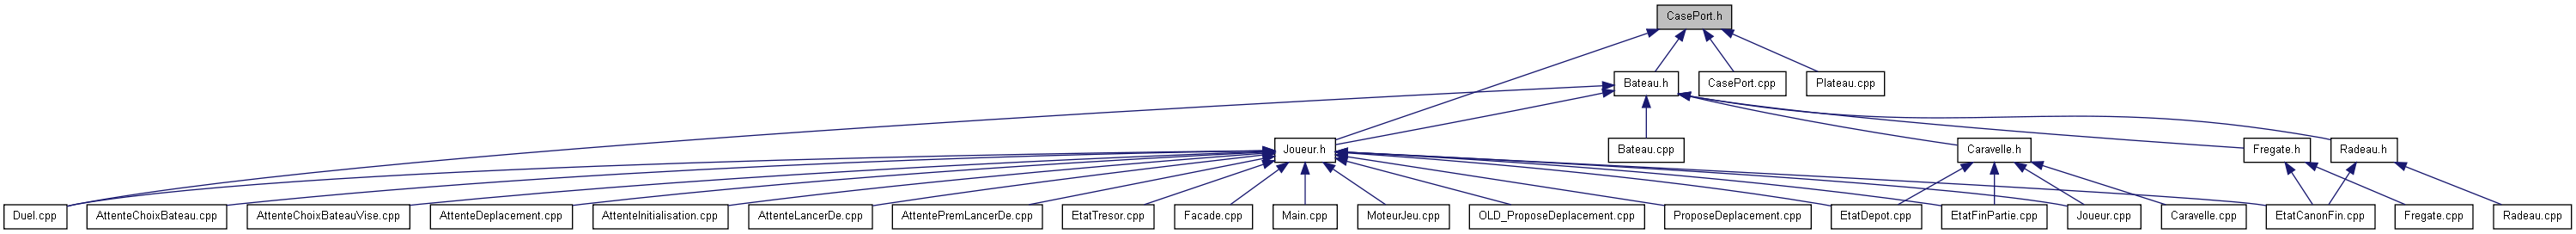 CasePort.h
Bateau.h
CasePort.cpp
Plateau.cpp
Joueur.h
Bateau.cpp
Caravelle.h
Fregate.h
Radeau.h
Duel.cpp
AttenteChoixBateau.cpp
AttenteChoixBateauVise.cpp
AttenteDeplacement.cpp
AttenteInitialisation.cpp
AttenteLancerDe.cpp
AttentePremLancerDe.cpp
EtatTresor.cpp
Facade.cpp
Main.cpp
MoteurJeu.cpp
OLD_ProposeDeplacement.cpp
ProposeDeplacement.cpp
EtatDepot.cpp
EtatFinPartie.cpp
Joueur.cpp
Caravelle.cpp
EtatCanonFin.cpp
Fregate.cpp
Radeau.cpp